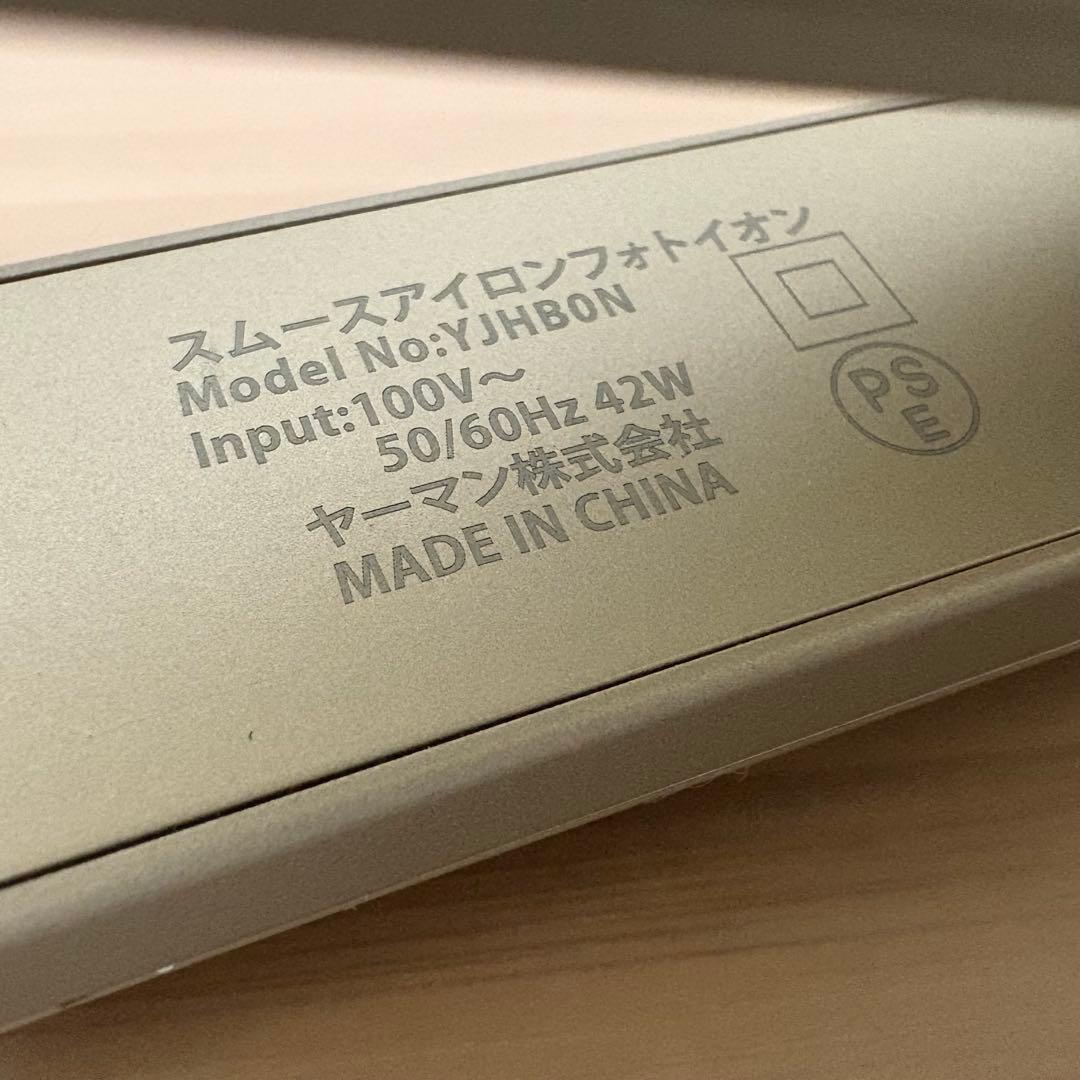 スムースアイロンフォトイオン
Model No:YJHB0N
Input:100V～
50/60Hz 42W
ヤーマン株式会社
MADE IN CHINA
PSE